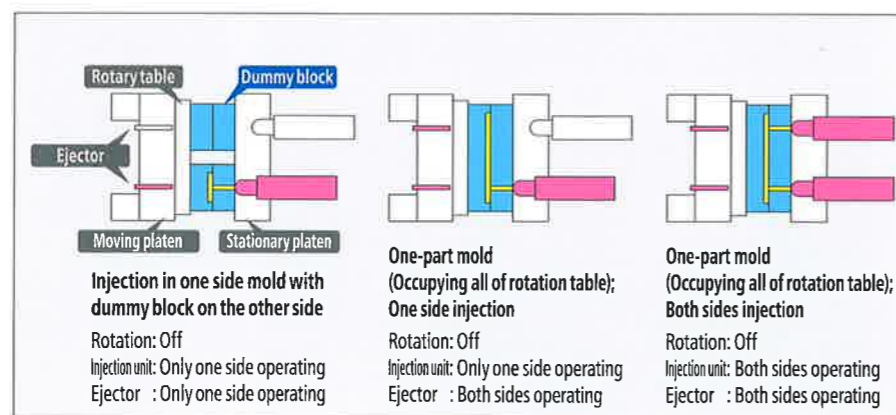 Rotary table
Dummy block
Ejector
Moving platen
Stationary platen
Injection in one side mold with
dummy block on the other side
Rotation: Off
Injection unit: Only one side operating
Ejector : Only one side operating
One-part mold
(Occupying all of rotation table);
One side injection
Rotation: Off
Injection unit: Only one side operating
Ejector : Both sides operating
One-part mold
(Occupying all of rotation table);
Both sides injection
Rotation: Off
Injection unit: Both sides operating
Ejector : Both sides operating